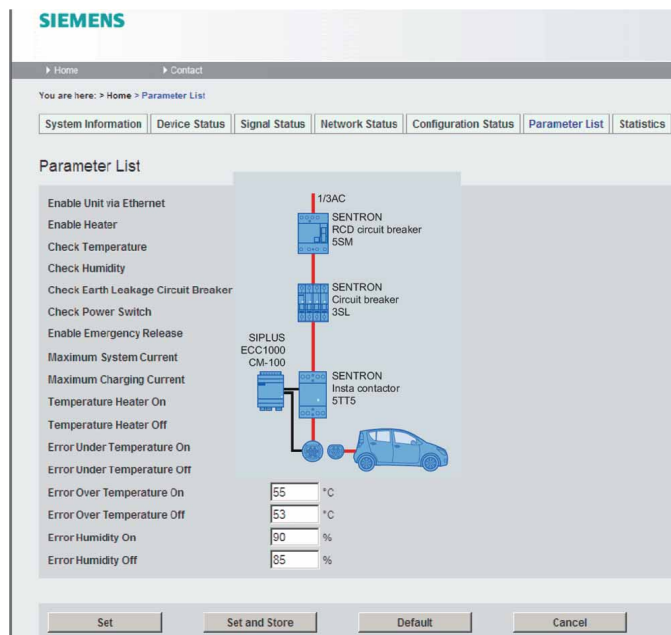 SIEMENS
Home
Contact
You are here: > Home > Parameter List
System Information
Device Status
Signal Status
Network Status
Configuration Status
Parameter List
Statistics
Parameter List
Enable Unit via Ethernet
Enable Heater
Check Temperature
Check Humidity
Check Earth Leakage Circuit Breaker
Check Power Switch
Enable Emergency Release
Maximum System Current
Maximum Charging Current
Temperature Heater On
Temperature Heater Off
Error Under Temperature On
Error Under Temperature Off
Error Over Temperature On 55 °C
Error Over Temperature Off 53 °C
Error Humidity On 90 %
Error Humidity Off 85 %
1/3AC
SENTRON
RCD circuit breaker
5SM
SENTRON
Circuit breaker
3SL
SIPLUS
ECC1000
CM-100
SENTRON
Insta contactor
5TT5
Set
Set and Store
Default
Cancel